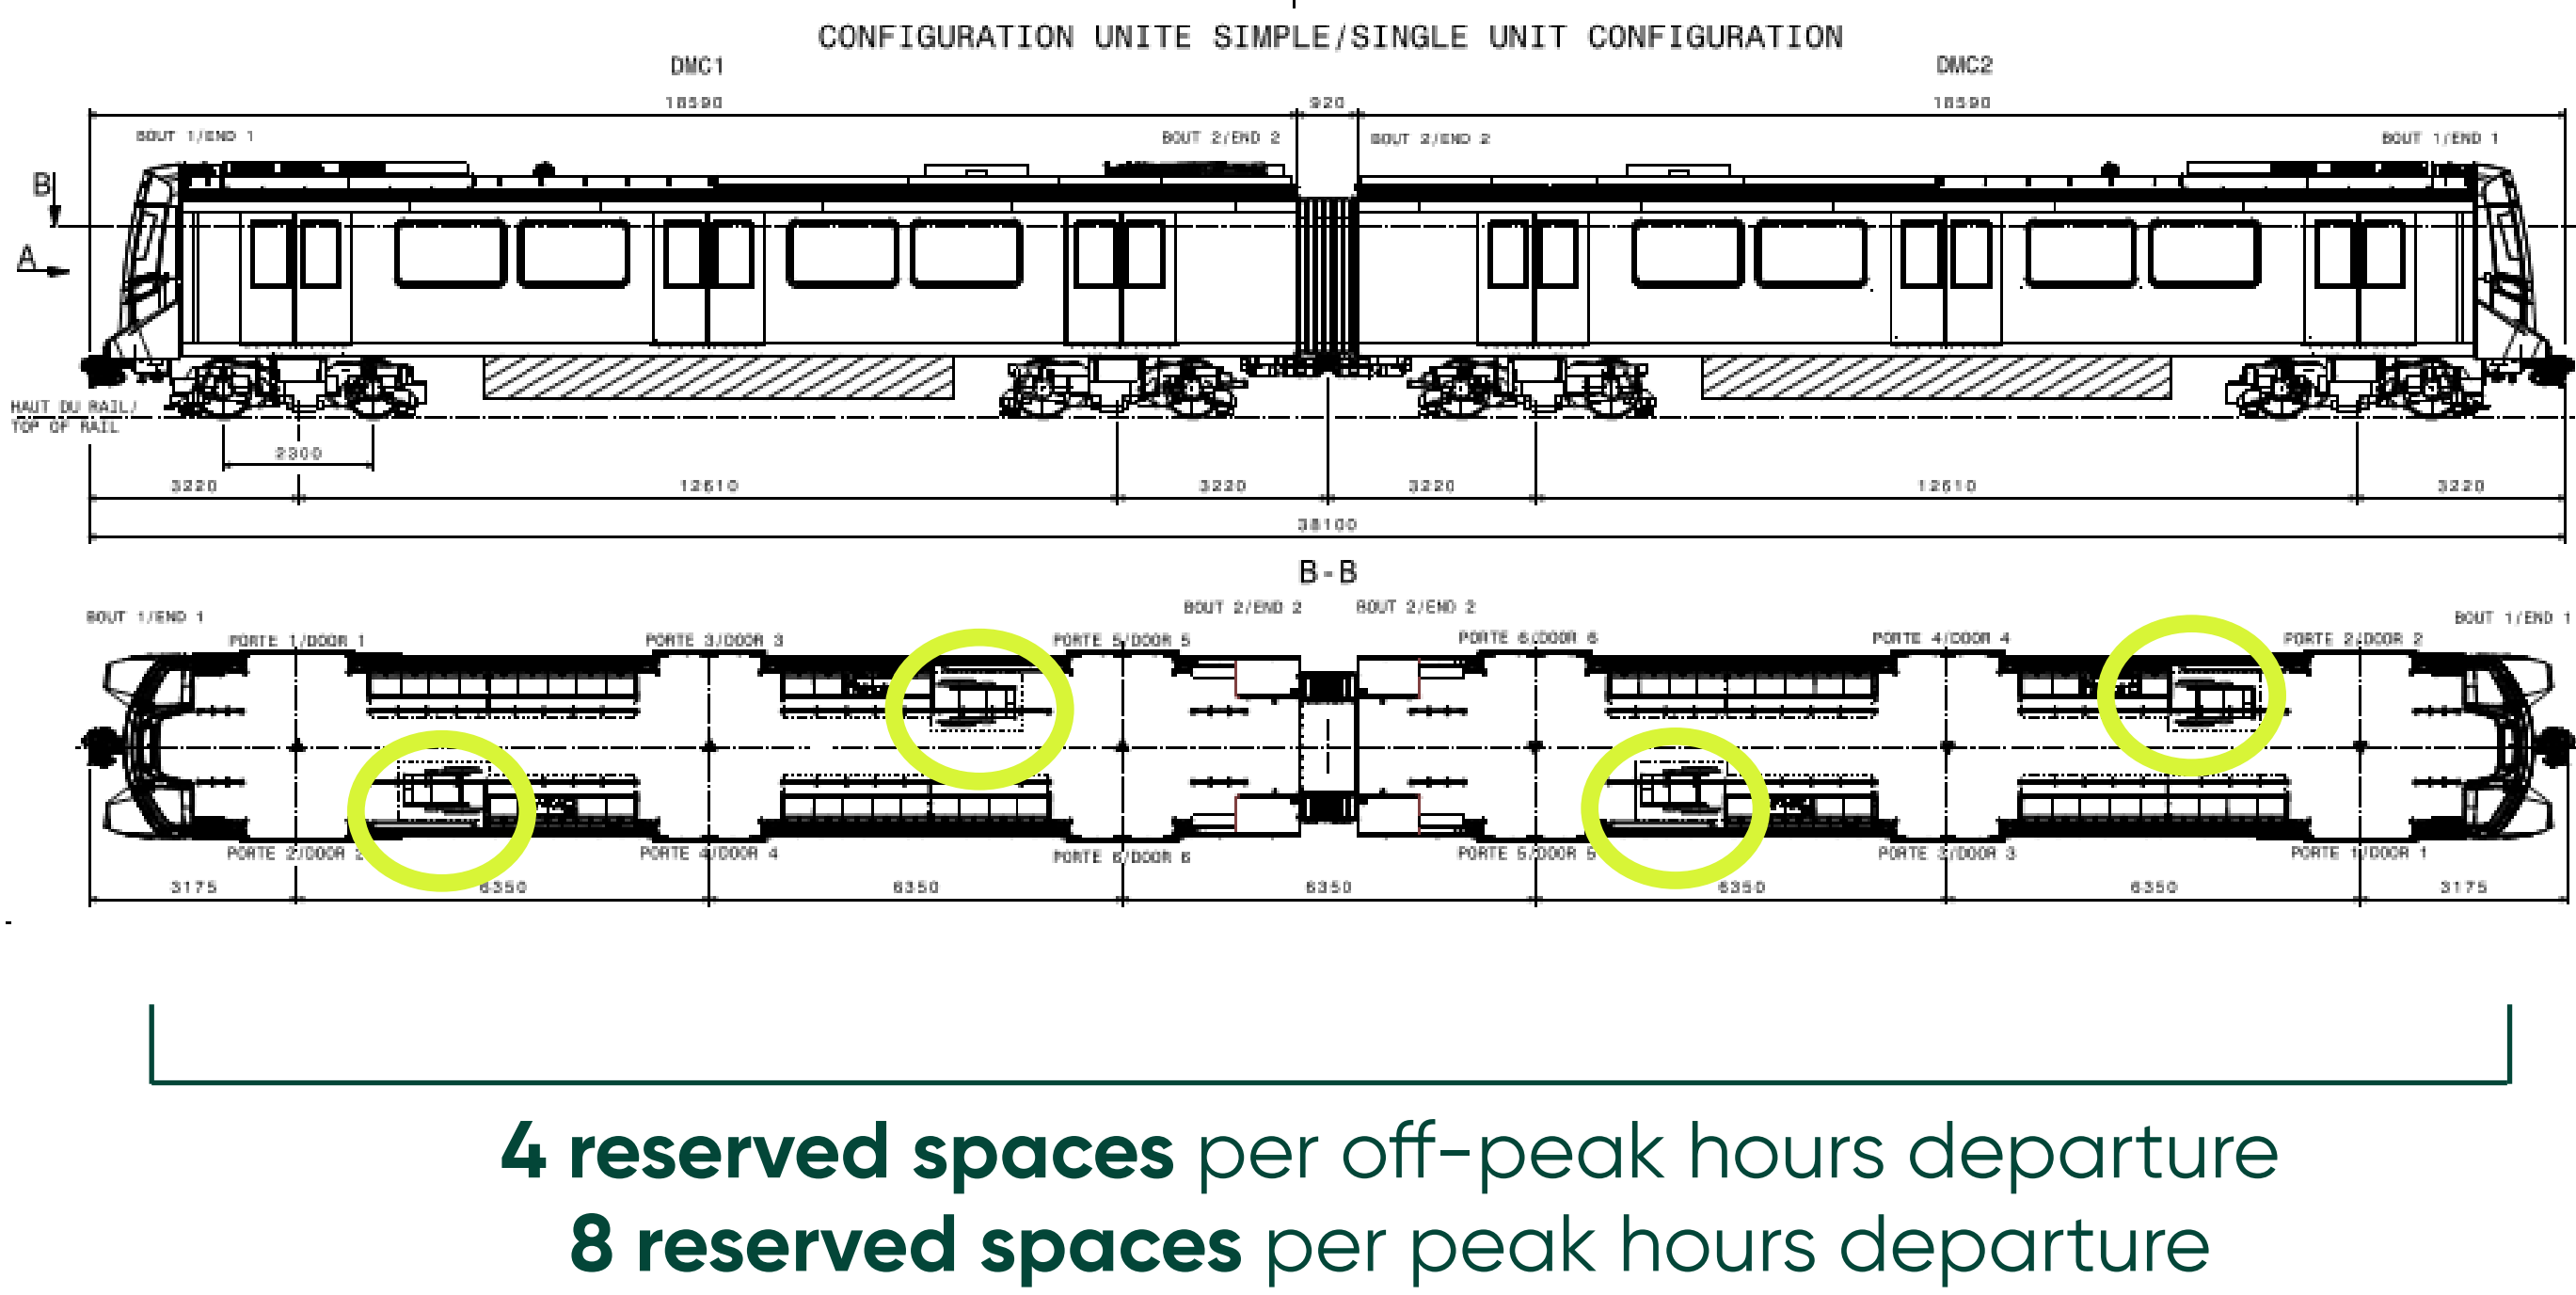 CONFIGURATION UNITE SIMPLE/SINGLE UNIT CONFIGURATION
DMC1 DMC2
18590 920 18590
BOUT 1/END 1 BOUT 2/END 2 BOUT 2/END 2 BOUT 1/END 1
B
A
HAUT DU RAIL/
TOP OF RAIL
2300
3220 12610 3220 3220 12610 3220
38100
B-B
BOUT 1/END 1 BOUT 2/END 2 BOUT 2/END 2 BOUT 1/END 1
PORTE 1/DOOR 1 PORTE 3/DOOR 3 PORTE 5/DOOR 5 PORTE 6/DOOR 6 PORTE 4/DOOR 4 PORTE 2/DOOR 2
PORTE 2/DOOR 2 PORTE 4/DOOR 4 PORTE 6/DOOR 6 PORTE 5/DOOR 5 PORTE 3/DOOR 3 PORTE 1/DOOR 1
3175 6350 6350 6350 6350 6350 3175
4 reserved spaces per off-peak hours departure
8 reserved spaces per peak hours departure